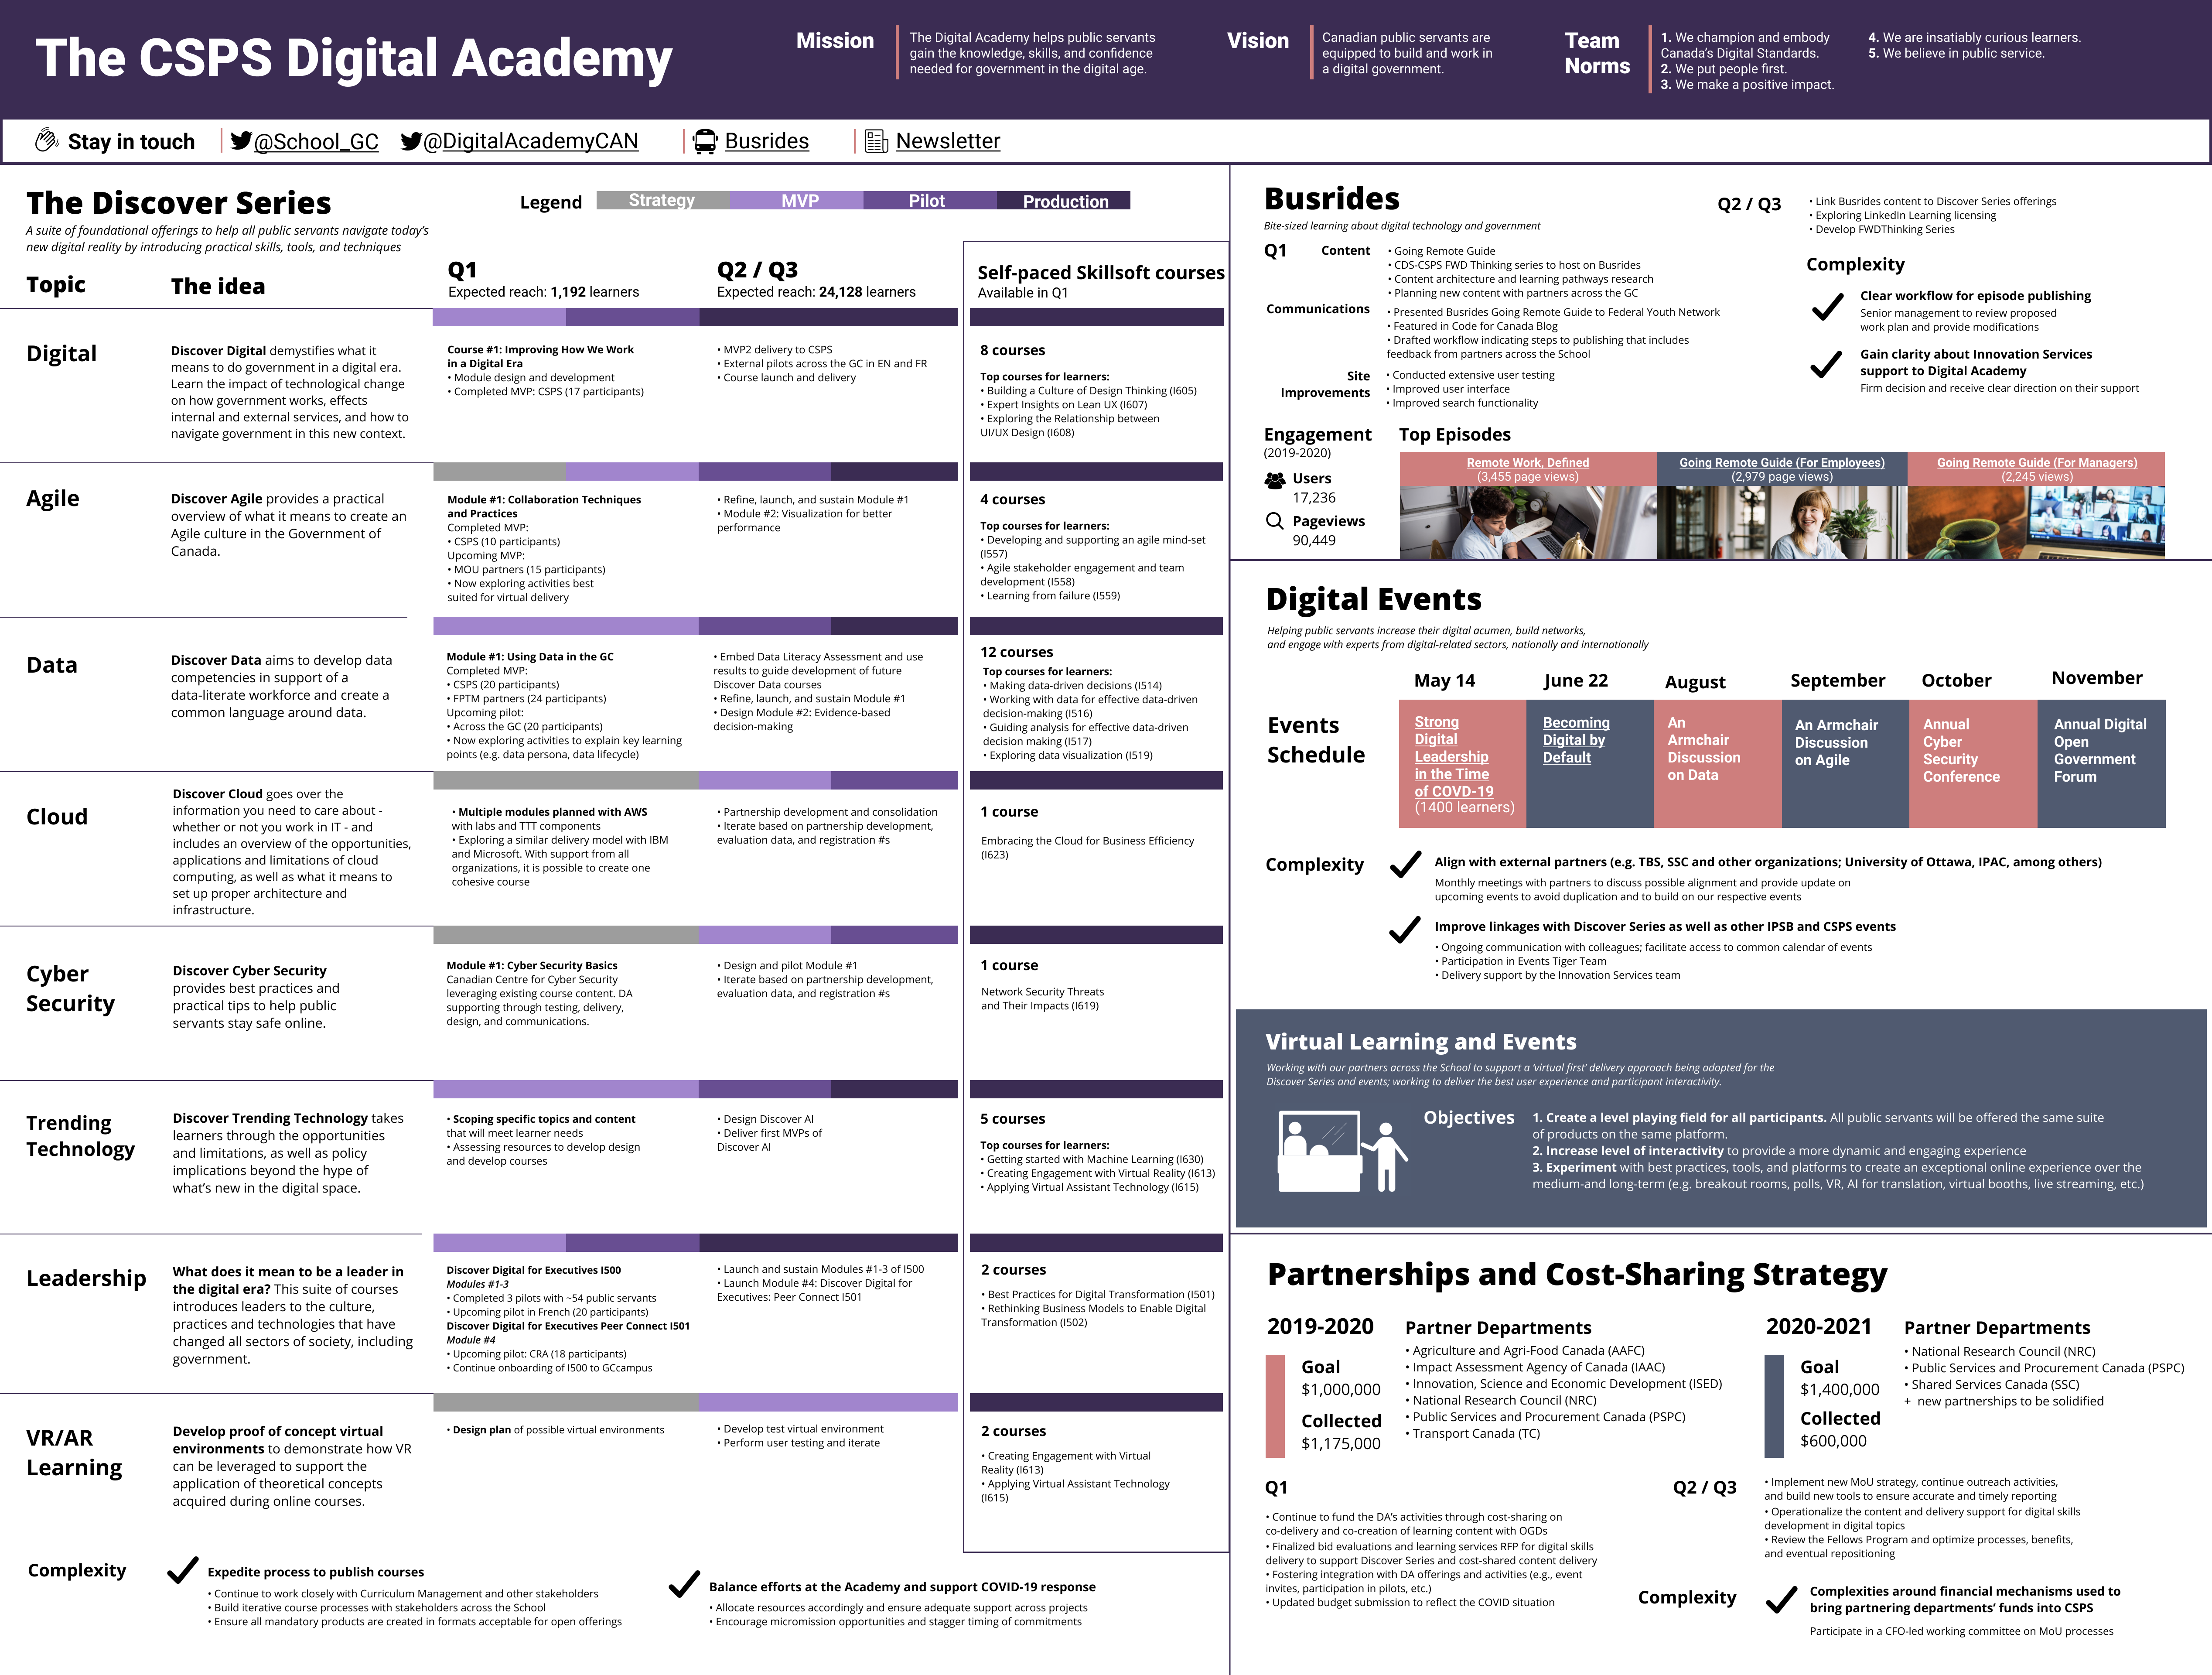 The CSPS Digital Academy
Mission
The Digital Academy helps public servants
gain the knowledge, skills, and confidence
needed for government in the digital age.
Vision
Canadian public servants are
equipped to build and work in
a digital government.
Team
Norms
1. We champion and embody
Canada's Digital Standards.
2. We put people first.
3. We make a positive impact.
4. We are insatiably curious learners.
5. We believe in public service.
Stay in touch
@School_GC
@DigitalAcademyCAN
Busrides
Newsletter
The Discover Series
A suite of foundational offerings to help all public servants navigate today's
new digital reality by introducing practical skills, tools, and techniques
Legend
Strategy
MVP
Pilot
Production
Topic
The idea
Q1
Expected reach: 1,192 learners
Q2 / Q3
Expected reach: 24,128 learners
Self-paced Skillsoft courses
Available in Q1
Digital
Discover Digital demystifies what it
means to do government in a digital era.
Learn the impact of technological change
on how government works, effects
internal and external services, and how to
navigate government in this new context.
Course #1: Improving How We Work
in a Digital Era
• Module design and development
• Completed MVP: CSPS (17 participants)
• MVP2 delivery to CSPS
• External pilots across the GC in EN and FR
• Course launch and delivery
8 courses
Top courses for learners:
• Building a Culture of Design Thinking (I605)
• Expert Insights on Lean UX (I607)
• Exploring the Relationship between
UI/UX Design (I608)
Agile
Discover Agile provides a practical
overview of what it means to create an
Agile culture in the Government of
Canada.
Module #1: Collaboration Techniques
and Practices
Completed MVP:
• CSPS (10 participants)
Upcoming MVP:
• MOU partners (15 participants)
• Now exploring activities best
suited for virtual delivery
• Refine, launch, and sustain Module #1
• Module #2: Visualization for better
performance
4 courses
Top courses for learners:
• Developing and supporting an agile mind-set
(I557)
• Agile stakeholder engagement and team
development (I558)
• Learning from failure (I559)
Data
Discover Data aims to develop data
competencies in support of a
data-literate workforce and create a
common language around data.
Module #1: Using Data in the GC
Completed MVP:
• CSPS (20 participants)
• FPTM partners (24 participants)
Upcoming pilot:
• Across the GC (20 participants)
• Now exploring activities to explain key learning
points (e.g. data persona, data lifecycle)
• Embed Data Literacy Assessment and use
results to guide development of future
Discover Data courses
• Refine, launch, and sustain Module #1
• Design Module #2: Evidence-based
decision-making
12 courses
Top courses for learners:
• Making data-driven decisions (I514)
• Working with data for effective data-driven
decision-making (I516)
• Guiding analysis for effective data-driven
decision making (I517)
• Exploring data visualization (I519)
Cloud
Discover Cloud goes over the
information you need to care about -
whether or not you work in IT - and
includes an overview of the opportunities,
applications and limitations of cloud
computing, as well as what it means to
set up proper architecture and
infrastructure.
• Multiple modules planned with AWS
with labs and TTT components
• Exploring a similar delivery model with IBM
and Microsoft. With support from all
organizations, it is possible to create one
cohesive course
• Partnership development and consolidation
• Iterate based on partnership development,
evaluation data, and registration #s
1 course
Embracing the Cloud for Business Efficiency
(I623)
Cyber
Security
Discover Cyber Security
provides best practices and
practical tips to help public
servants stay safe online.
Module #1: Cyber Security Basics
Canadian Centre for Cyber Security
leveraging existing course content. DA
supporting through testing, delivery,
design, and communications.
• Design and pilot Module #1
• Iterate based on partnership development,
evaluation data, and registration #s
1 course
Network Security Threats
and Their Impacts (I619)
Trending
Technology
Discover Trending Technology takes
learners through the opportunities
and limitations, as well as policy
implications beyond the hype of
what's new in the digital space.
• Scoping specific topics and content
that will meet learner needs
• Assessing resources to develop design
and develop courses
• Design Discover AI
• Deliver first MVPs of
Discover AI
5 courses
Top courses for learners:
• Getting started with Machine Learning (I630)
• Creating Engagement with Virtual Reality (I613)
• Applying Virtual Assistant Technology (I615)
Leadership
What does it mean to be a leader in
the digital era? This suite of courses
introduces leaders to the culture,
practices and technologies that have
changed all sectors of society, including
government.
Discover Digital for Executives I500
Modules #1-3
• Completed 3 pilots with ~54 public servants
• Upcoming pilot in French (20 participants)
Discover Digital for Executives Peer Connect I501
Module #4
• Upcoming pilot: CRA (18 participants)
• Continue onboarding of I500 to GCcampus
• Launch and sustain Modules #1-3 of I500
• Launch Module #4: Discover Digital for
Executives: Peer Connect I501
2 courses
• Best Practices for Digital Transformation (I501)
• Rethinking Business Models to Enable Digital
Transformation (I502)
VR/AR
Learning
Develop proof of concept virtual
environments to demonstrate how VR
can be leveraged to support the
application of theoretical concepts
acquired during online courses.
• Design plan of possible virtual environments
• Develop test virtual environment
• Perform user testing and iterate
2 courses
• Creating Engagement with Virtual
Reality (I613)
• Applying Virtual Assistant Technology
(I615)
Complexity
Expedite process to publish courses
• Continue to work closely with Curriculum Management and other stakeholders
• Build iterative course processes with stakeholders across the School
• Ensure all mandatory products are created in formats acceptable for open offerings
Balance efforts at the Academy and support COVID-19 response
• Allocate resources accordingly and ensure adequate support across projects
• Encourage micromission opportunities and stagger timing of commitments
Busrides
Bite-sized learning about digital technology and government
Q1
Content
• Going Remote Guide
• CDS-CSPS FWD Thinking series to host on Busrides
• Content architecture and learning pathways research
• Planning new content with partners across the GC
Communications
• Presented Busrides Going Remote Guide to Federal Youth Network
• Featured in Code for Canada Blog
• Drafted workflow indicating steps to publishing that includes
feedback from partners across the School
Site
Improvements
• Conducted extensive user testing
• Improved user interface
• Improved search functionality
Q2 / Q3
• Link Busrides content to Discover Series offerings
• Exploring LinkedIn Learning licensing
• Develop FWDThinking Series
Complexity
Clear workflow for episode publishing
Senior management to review proposed
work plan and provide modifications
Gain clarity about Innovation Services
support to Digital Academy
Firm decision and receive clear direction on their support
Engagement
(2019-2020)
Users
17,236
Pageviews
90,449
Top Episodes
Remote Work, Defined
(3,455 page views)
Going Remote Guide (For Employees)
(2,979 page views)
Going Remote Guide (For Managers)
(2,245 views)
Digital Events
Helping public servants increase their digital acumen, build networks,
and engage with experts from digital-related sectors, nationally and internationally
Events
Schedule
May 14
Strong
Digital
Leadership
in the Time
of COVD-19
(1400 learners)
June 22
Becoming
Digital by
Default
August
An
Armchair
Discussion
on Data
September
An Armchair
Discussion
on Agile
October
Annual
Cyber
Security
Conference
November
Annual Digital
Open
Government
Forum
Complexity
Align with external partners (e.g. TBS, SSC and other organizations; University of Ottawa, IPAC, among others)
Monthly meetings with partners to discuss possible alignment and provide update on
upcoming events to avoid duplication and to build on our respective events
Improve linkages with Discover Series as well as other IPSB and CSPS events
• Ongoing communication with colleagues; facilitate access to common calendar of events
• Participation in Events Tiger Team
• Delivery support by the Innovation Services team
Virtual Learning and Events
Working with our partners across the School to support a 'virtual first' delivery approach being adopted for the
Discover Series and events; working to deliver the best user experience and participant interactivity.
Objectives
1. Create a level playing field for all participants. All public servants will be offered the same suite
of products on the same platform.
2. Increase level of interactivity to provide a more dynamic and engaging experience
3. Experiment with best practices, tools, and platforms to create an exceptional online experience over the
medium-and long-term (e.g. breakout rooms, polls, VR, AI for translation, virtual booths, live streaming, etc.)
Partnerships and Cost-Sharing Strategy
2019-2020
Goal
$1,000,000
Collected
$1,175,000
Partner Departments
• Agriculture and Agri-Food Canada (AAFC)
• Impact Assessment Agency of Canada (IAAC)
• Innovation, Science and Economic Development (ISED)
• National Research Council (NRC)
• Public Services and Procurement Canada (PSPC)
• Transport Canada (TC)
2020-2021
Goal
$1,400,000
Collected
$600,000
Partner Departments
• National Research Council (NRC)
• Public Services and Procurement Canada (PSPC)
• Shared Services Canada (SSC)
+ new partnerships to be solidified
Q1
• Continue to fund the DA's activities through cost-sharing on
co-delivery and co-creation of learning content with OGDs
• Finalized bid evaluations and learning services RFP for digital skills
delivery to support Discover Series and cost-shared content delivery
• Fostering integration with DA offerings and activities (e.g., event
invites, participation in pilots, etc.)
• Updated budget submission to reflect the COVID situation
Q2 / Q3
• Implement new MoU strategy, continue outreach activities,
and build new tools to ensure accurate and timely reporting
• Operationalize the content and delivery support for digital skills
development in digital topics
• Review the Fellows Program and optimize processes, benefits,
and eventual repositioning
Complexity
Complexities around financial mechanisms used to
bring partnering departments' funds into CSPS
Participate in a CFO-led working committee on MoU processes